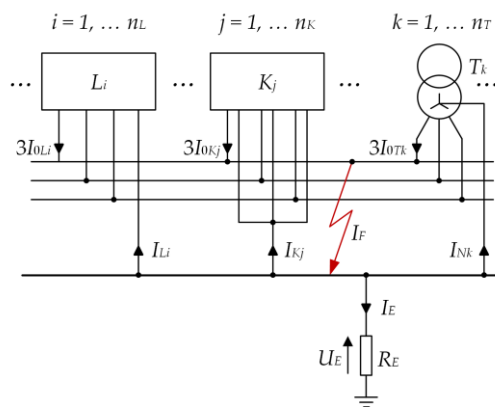 i = 1, … nL j = 1, … nK k = 1, … nT
… Li … Kj … Tk …
3I0Li 3I0Kj 3I0Tk
ILi IKj IF INk
IE
UE RE